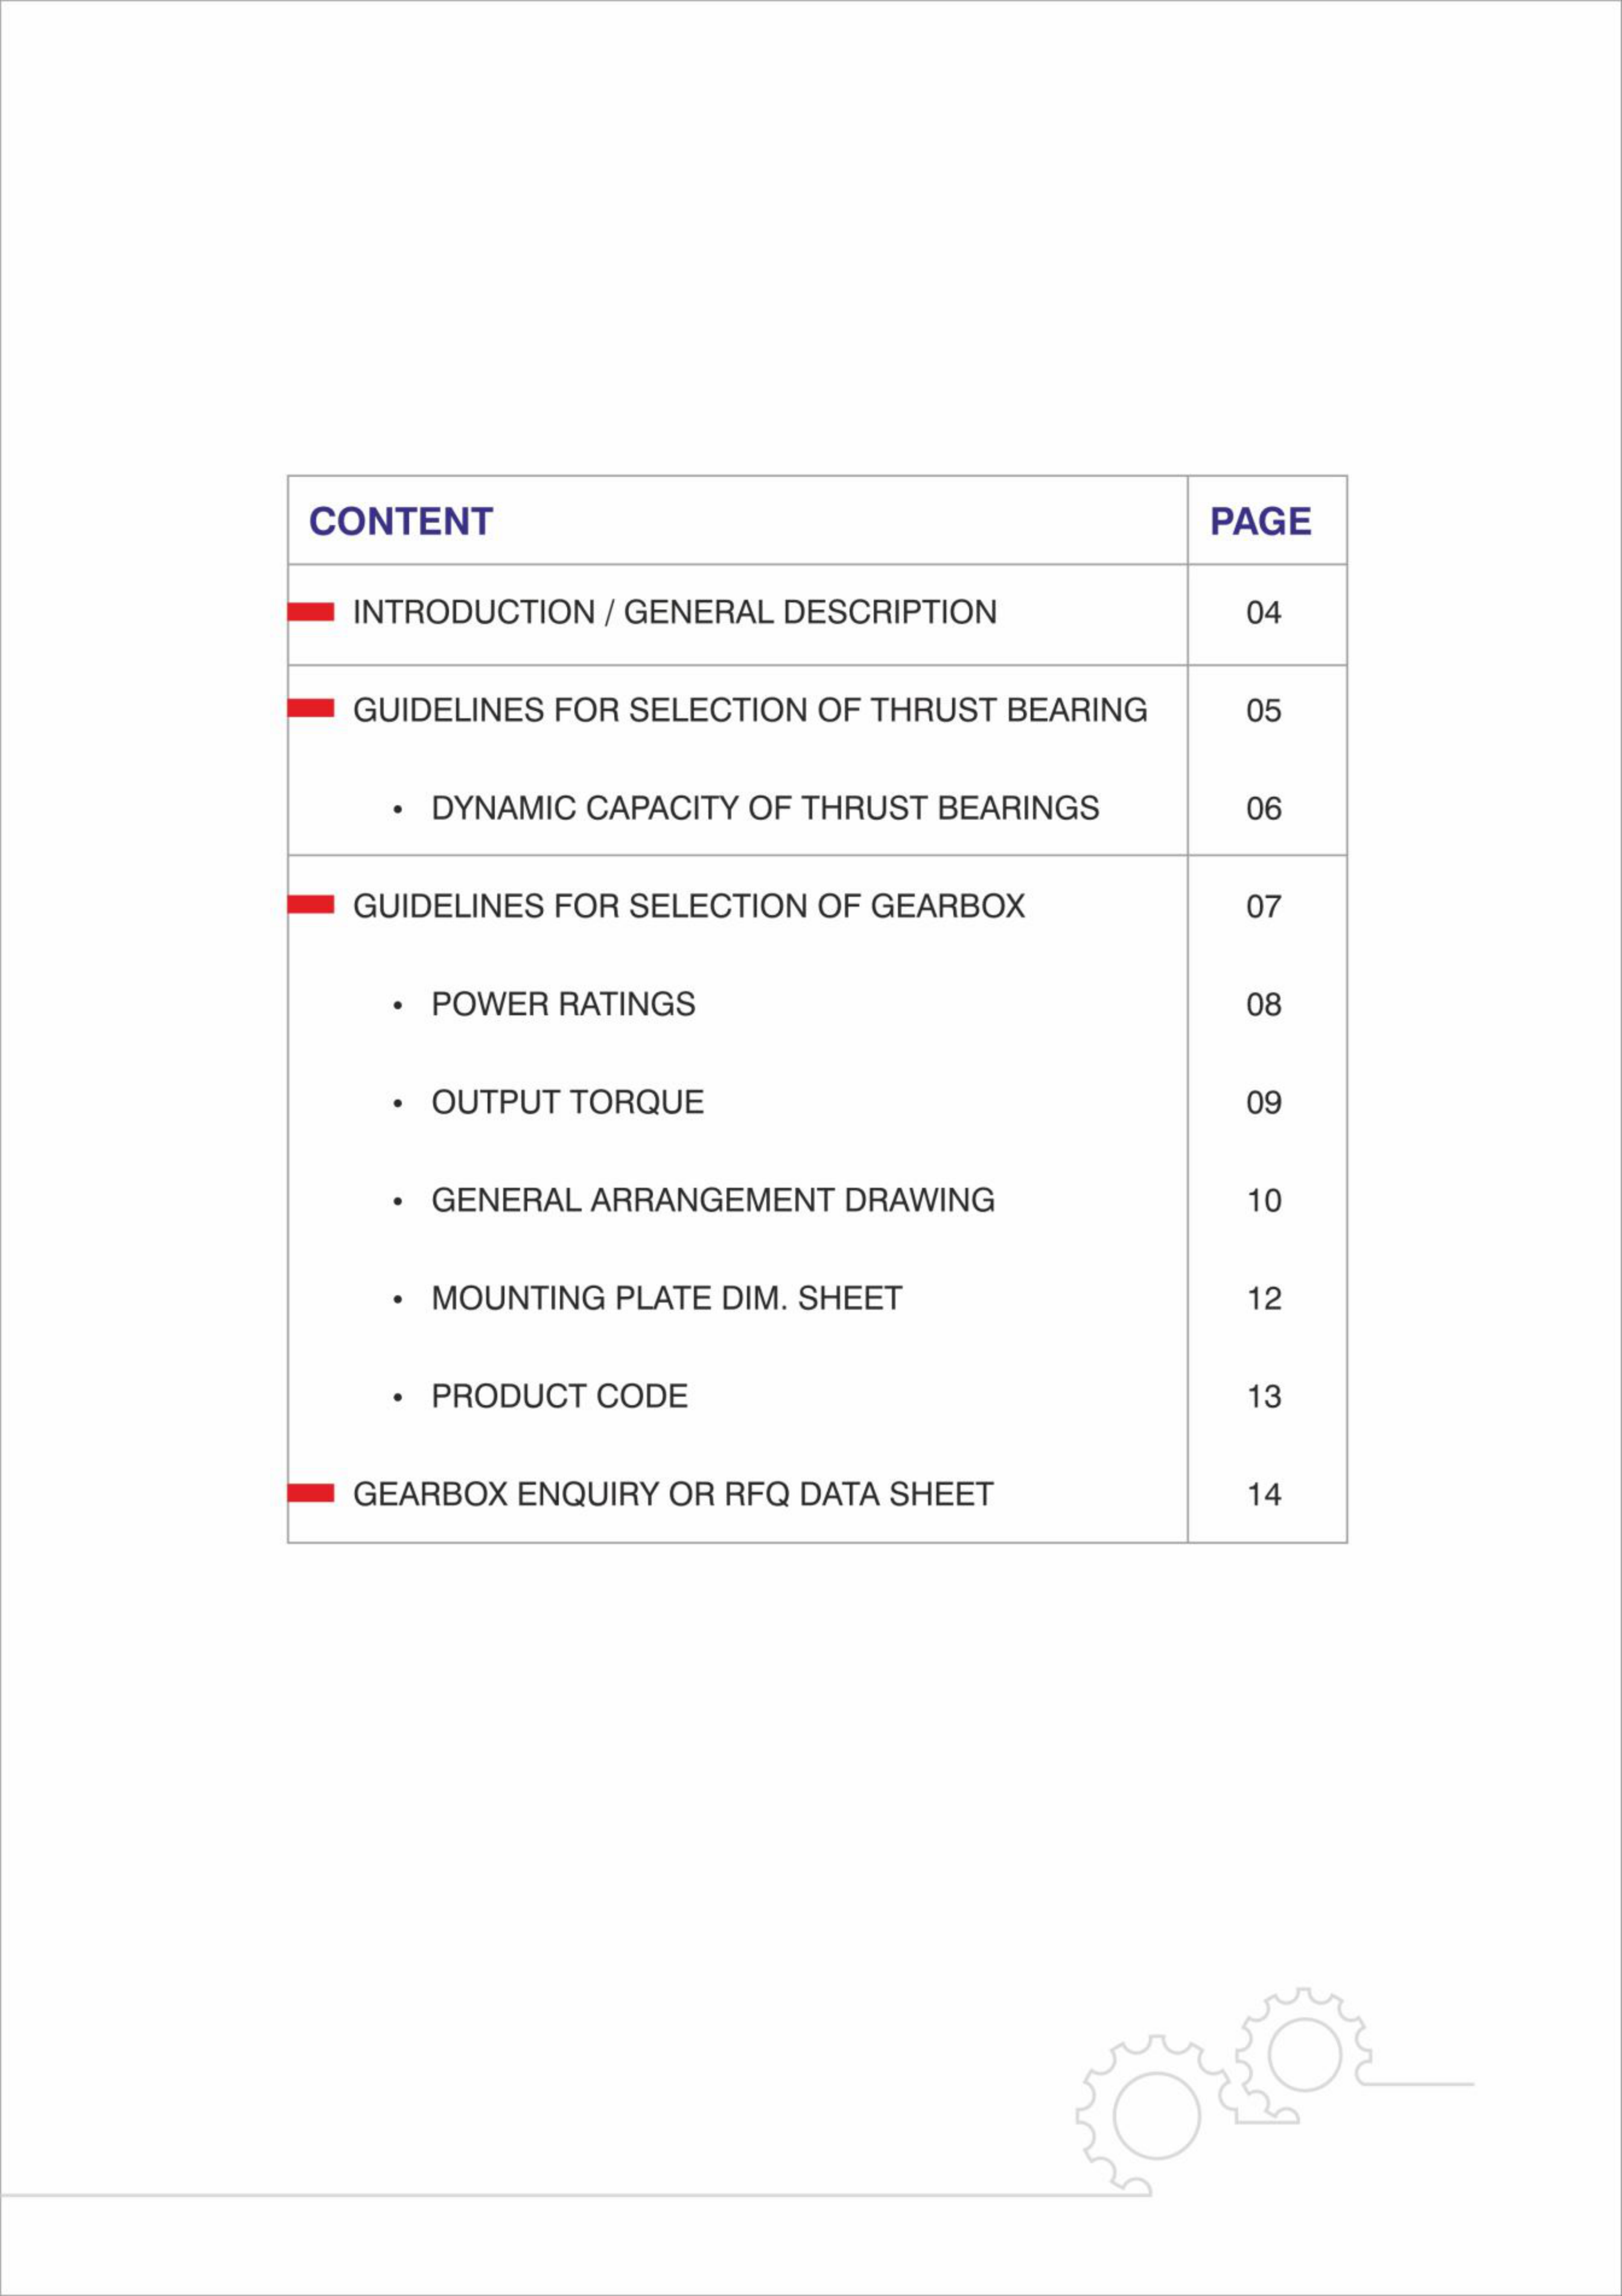 CONTENT PAGE
INTRODUCTION / GENERAL DESCRIPTION 04
GUIDELINES FOR SELECTION OF THRUST BEARING 05
• DYNAMIC CAPACITY OF THRUST BEARINGS 06
GUIDELINES FOR SELECTION OF GEARBOX 07
• POWER RATINGS 08
• OUTPUT TORQUE 09
• GENERAL ARRANGEMENT DRAWING 10
• MOUNTING PLATE DIM. SHEET 12
• PRODUCT CODE 13
GEARBOX ENQUIRY OR RFQ DATA SHEET 14